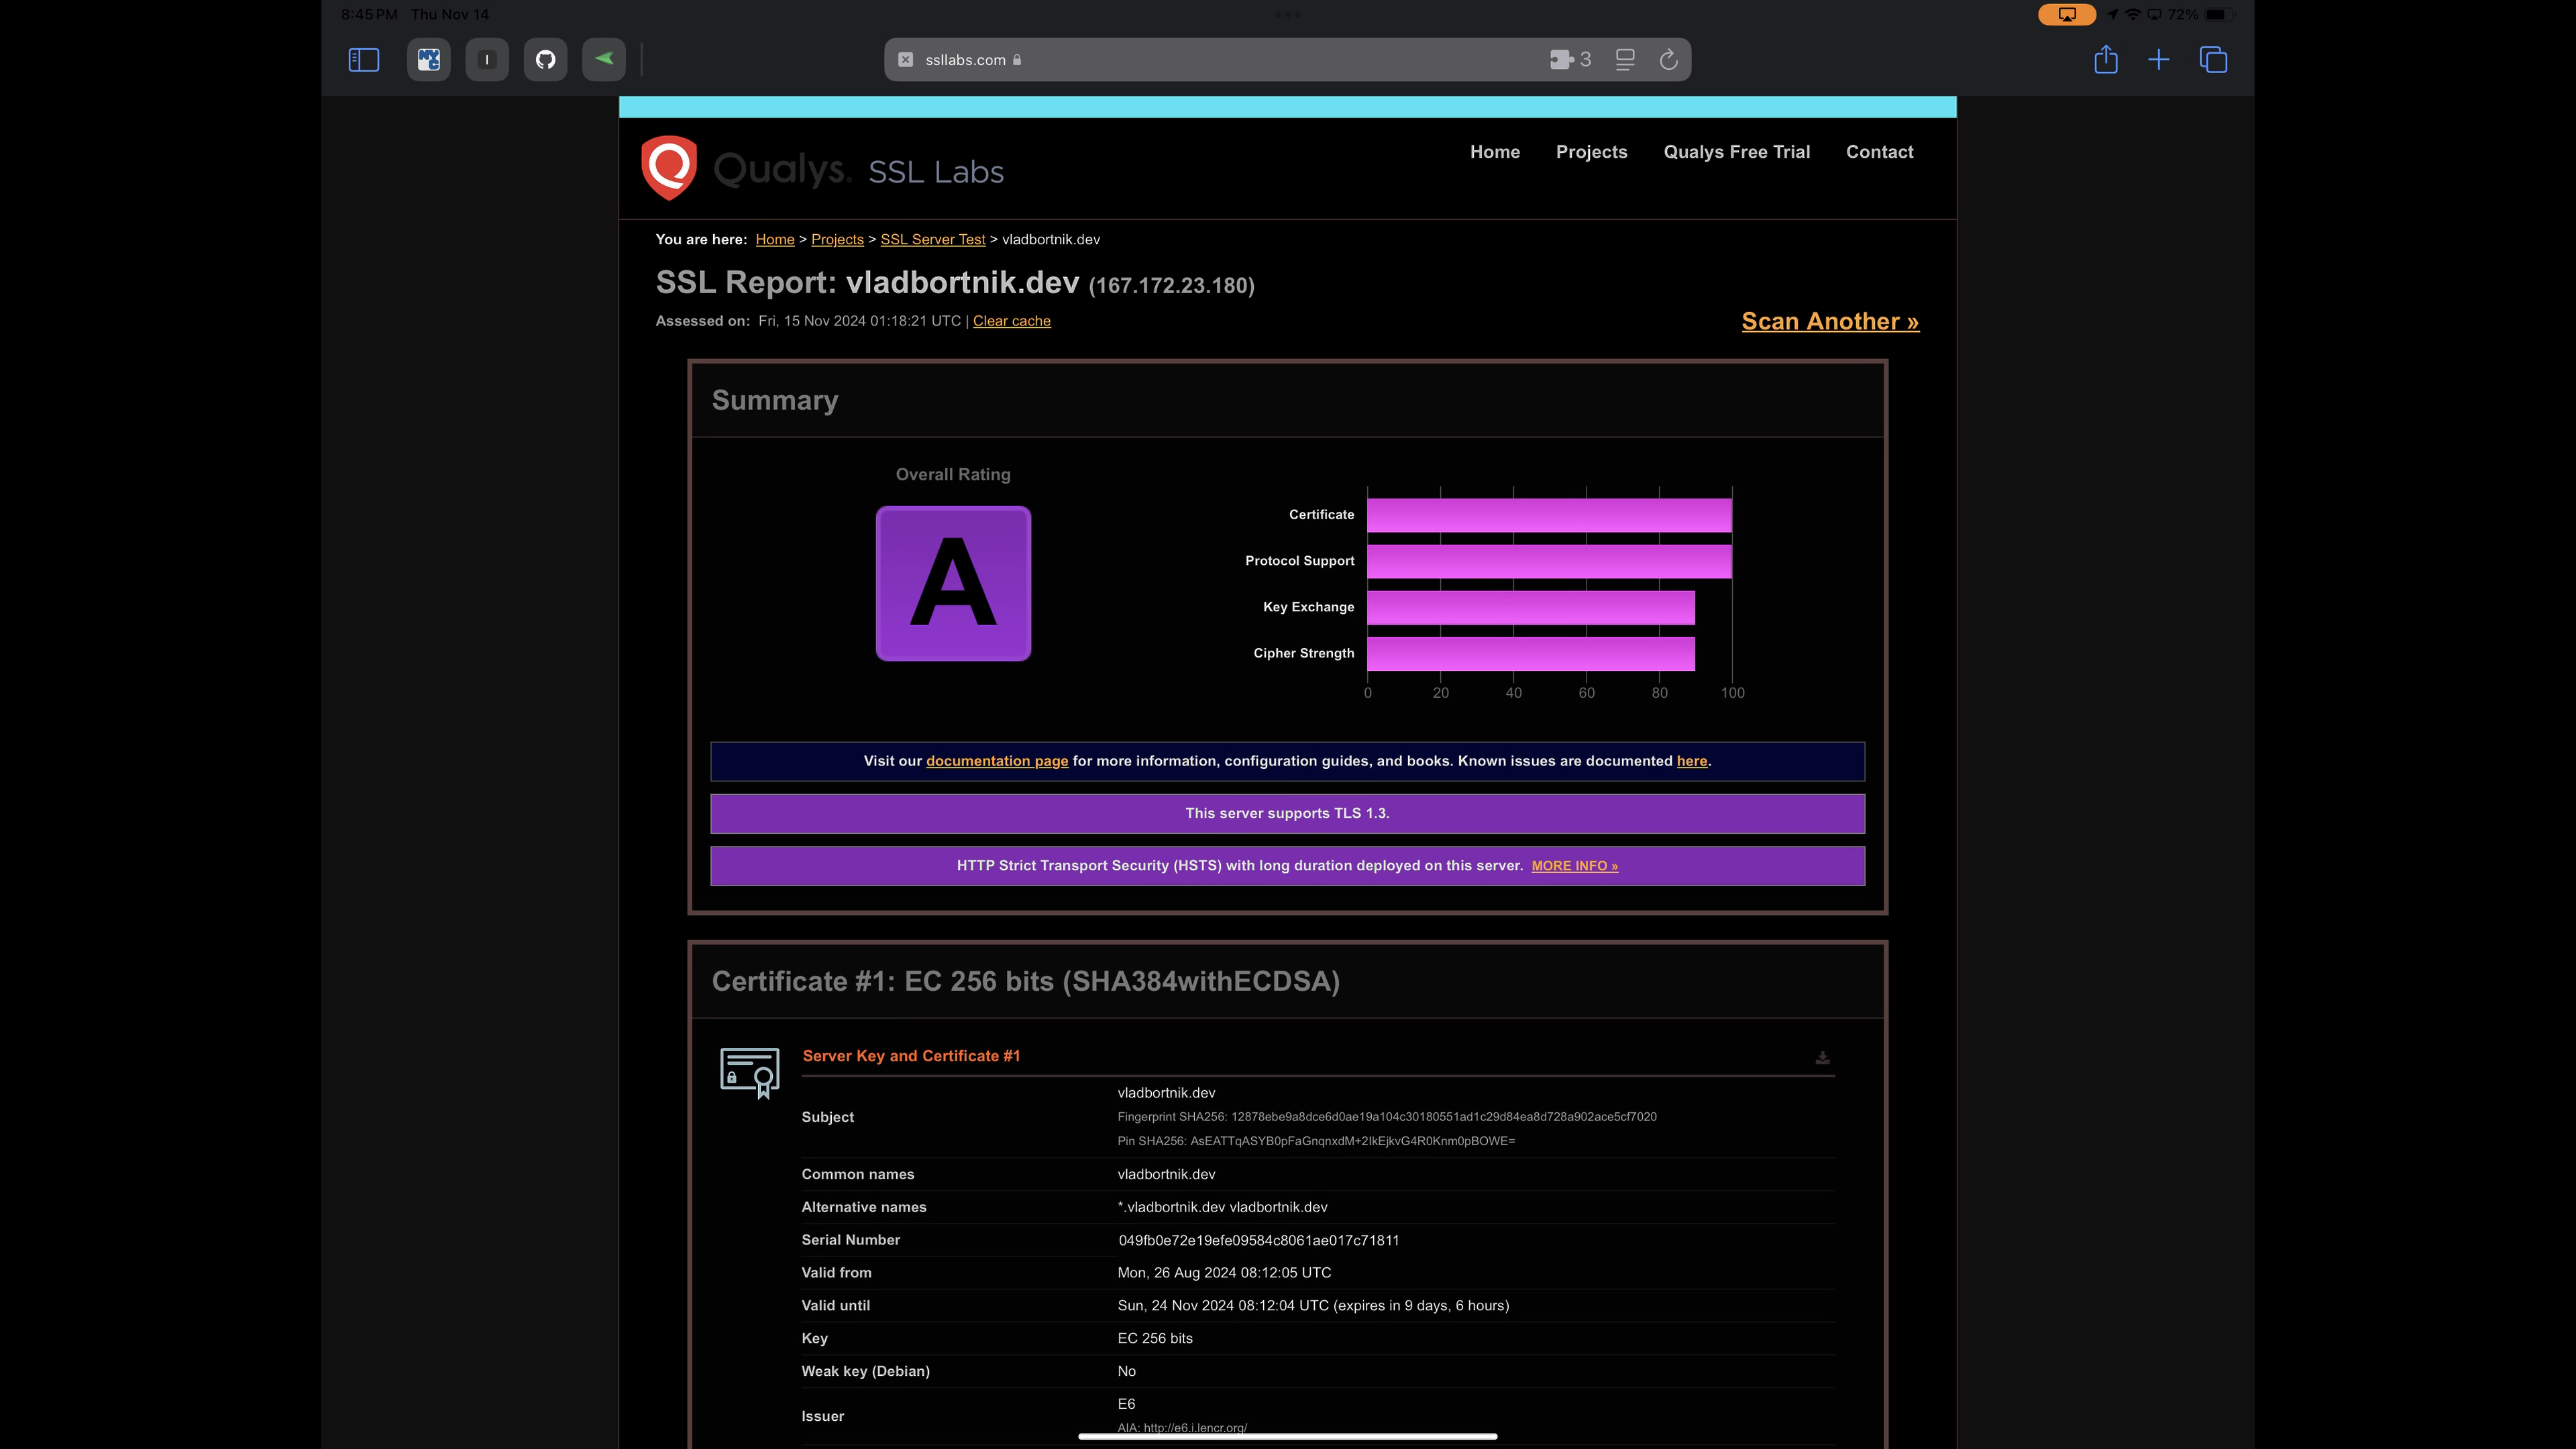 8:45 PM Thu Nov 14
72%
ssllabs.com
3
Qualys. SSL Labs
Home Projects Qualys Free Trial Contact
You are here: Home > Projects > SSL Server Test > vladbortnik.dev
SSL Report: vladbortnik.dev (167.172.23.180)
Assessed on: Fri, 15 Nov 2024 01:18:21 UTC | Clear cache
Scan Another »
Summary
Overall Rating
A
Certificate
Protocol Support
Key Exchange
Cipher Strength
0 20 40 60 80 100
Visit our documentation page for more information, configuration guides, and books. Known issues are documented here.
This server supports TLS 1.3.
HTTP Strict Transport Security (HSTS) with long duration deployed on this server. MORE INFO »
Certificate #1: EC 256 bits (SHA384withECDSA)
Server Key and Certificate #1
Subject
vladbortnik.dev
Fingerprint SHA256: 12878ebe9a8dce6d0ae19a104c30180551ad1c29d84ea8d728a902ace5cf7020
Pin SHA256: AsEATTqASYB0pFaGnqnxdM+2IkEjkvG4R0Knm0pBOWE=
Common names vladbortnik.dev
Alternative names *.vladbortnik.dev vladbortnik.dev
Serial Number 049fb0e72e19efe09584c8061ae017c71811
Valid from Mon, 26 Aug 2024 08:12:05 UTC
Valid until Sun, 24 Nov 2024 08:12:04 UTC (expires in 9 days, 6 hours)
Key EC 256 bits
Weak key (Debian) No
Issuer
E6
AIA: http://e6.i.lencr.org/